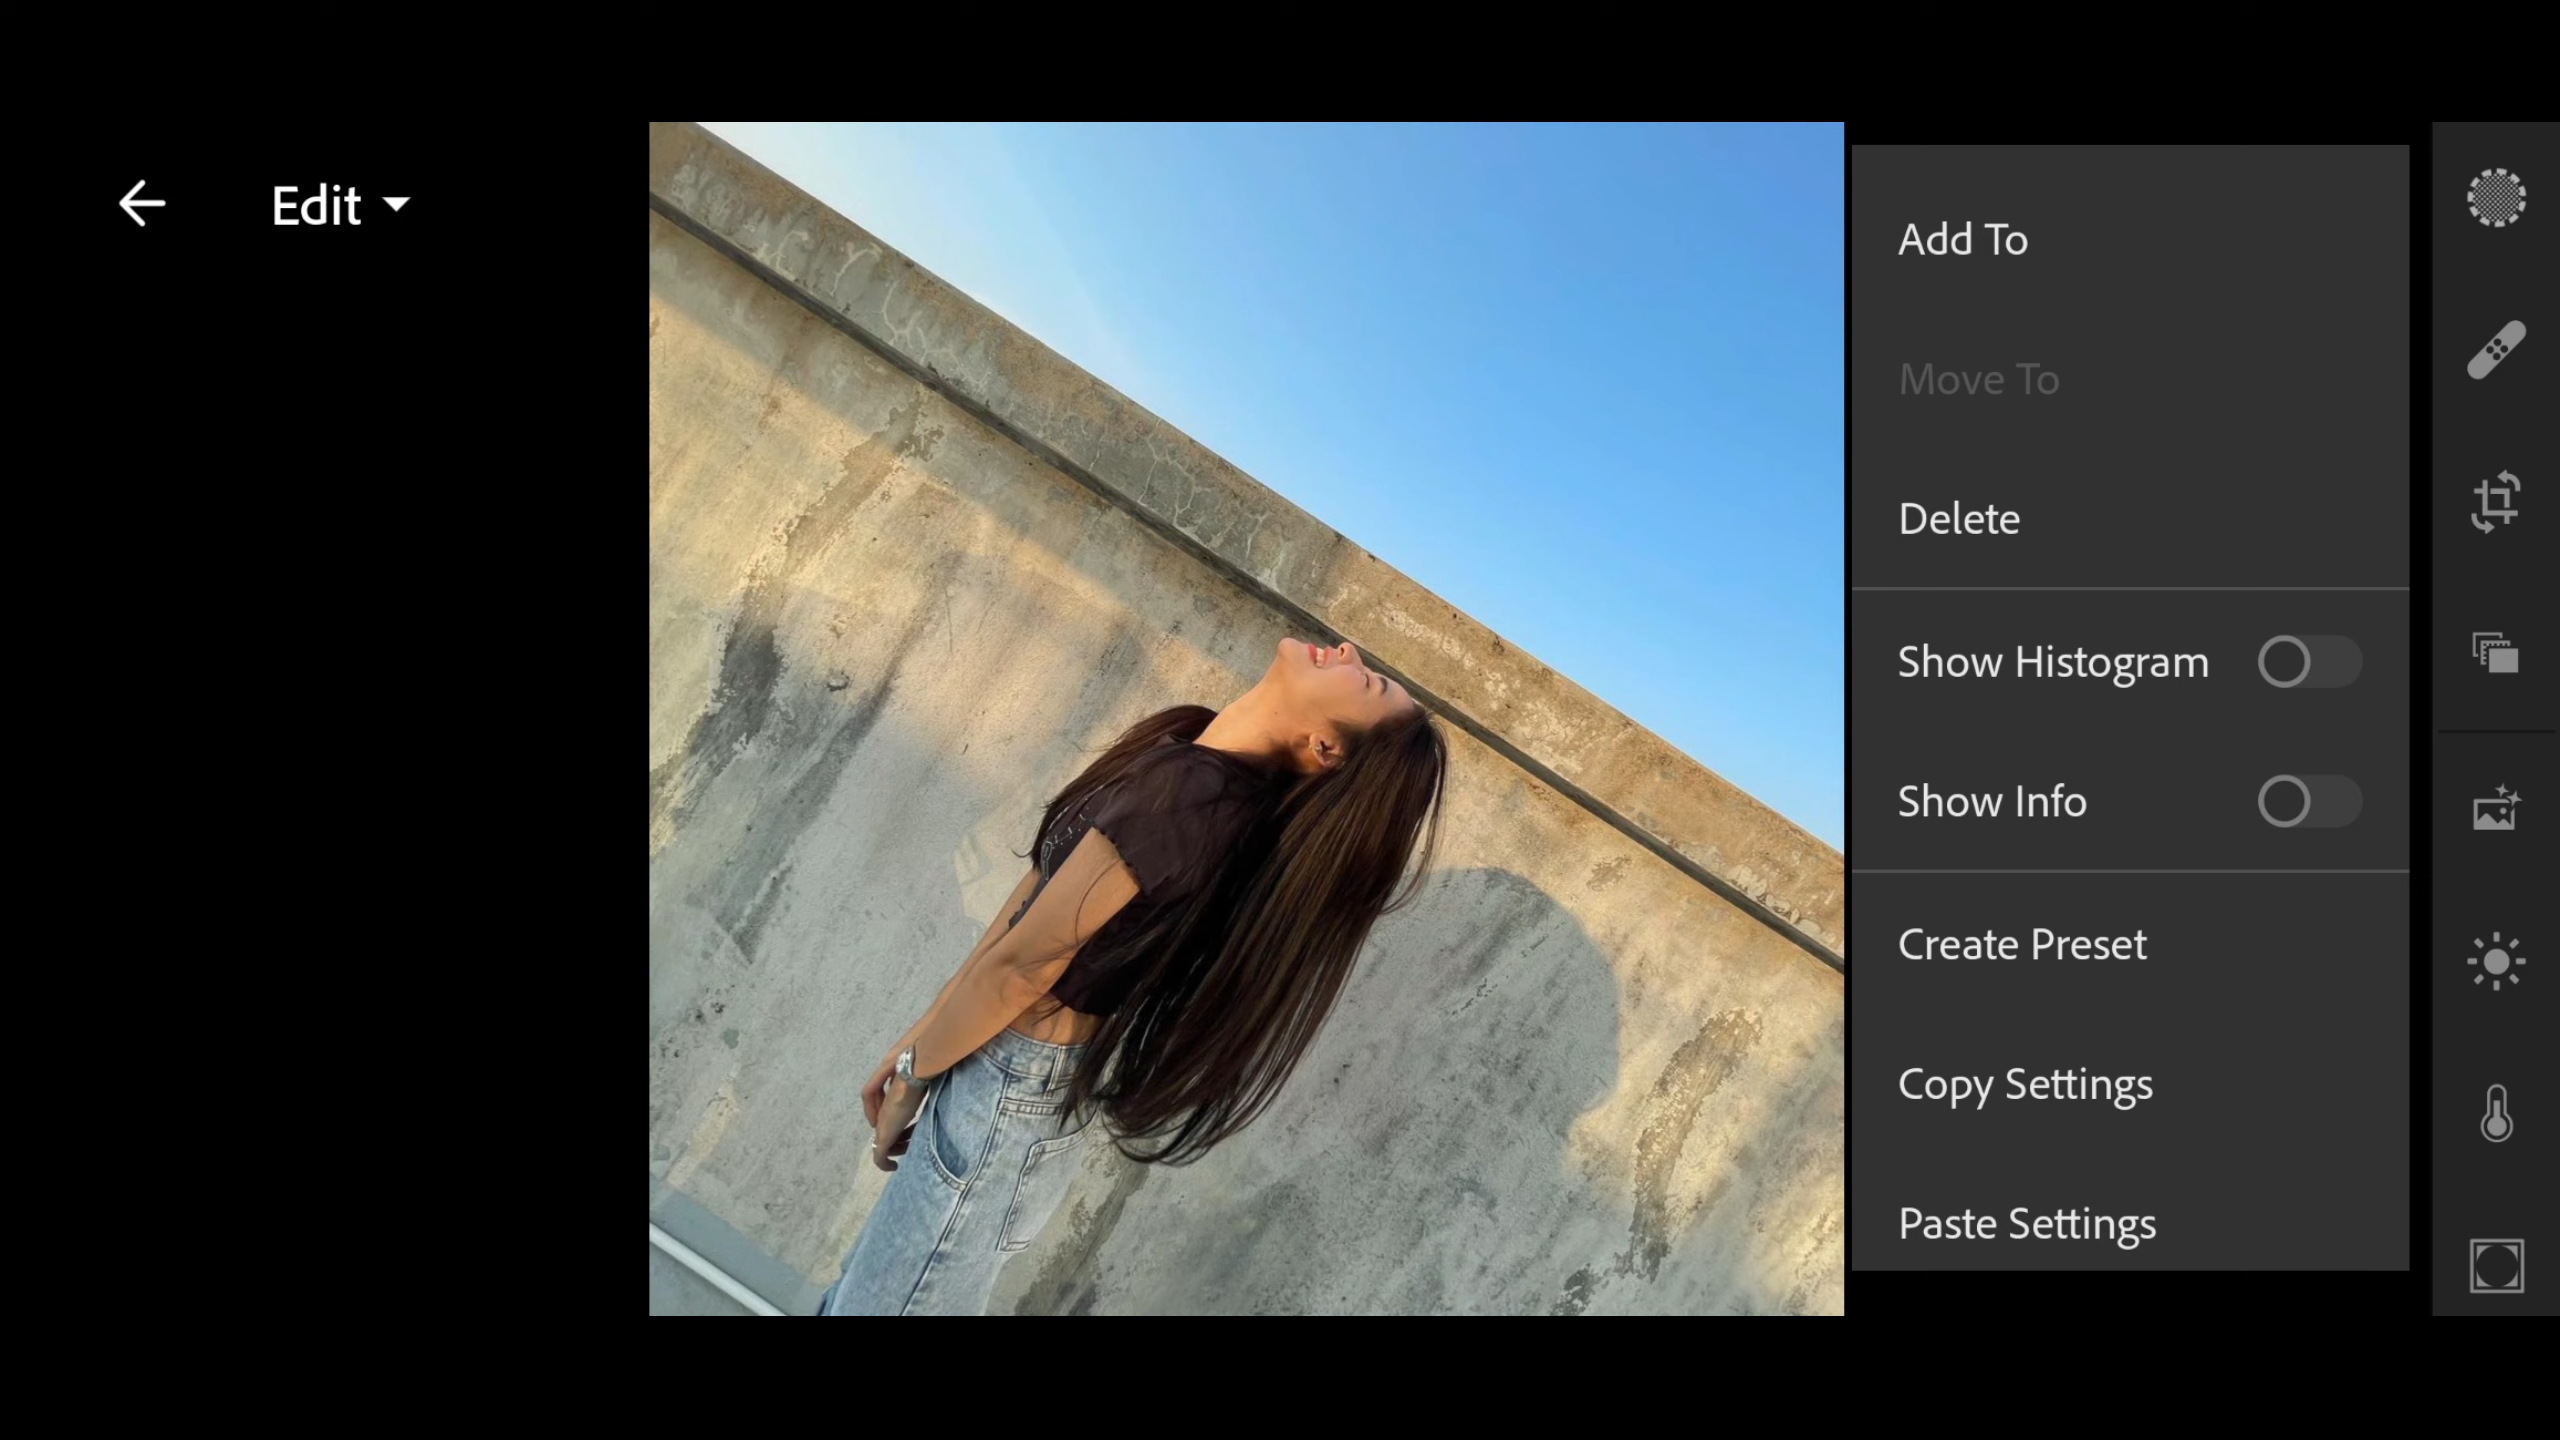 Edit
Add To
Move To
Delete
Show Histogram
Show Info
Create Preset
Copy Settings
Paste Settings